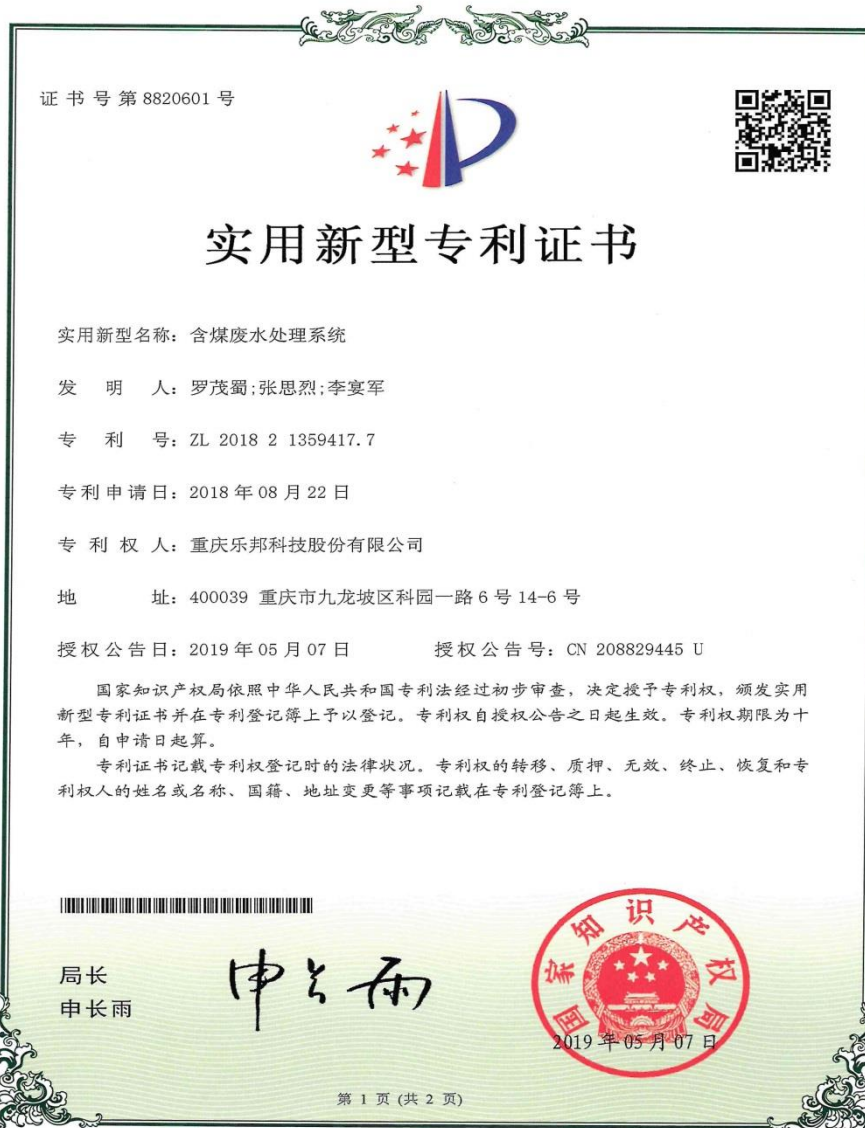 证书号第8820601号
实用新型专利证书
实用新型名称：含煤废水处理系统
发 明 人：罗茂蜀;张思烈;李宴军
专 利 号：ZL 2018 2 1359417.7
专利申请日：2018年08月22日
专 利 权 人：重庆乐邦科技股份有限公司
地 址：400039 重庆市九龙坡区科园一路6号14-6号
授权公告日：2019年05月07日 授权公告号：CN 208829445 U
国家知识产权局依照中华人民共和国专利法经过初步审查，决定授予专利权，颁发实用
新型专利证书并在专利登记簿上予以登记。专利权自授权公告之日起生效。专利权期限为十
年，自申请日起算。
专利证书记载专利权登记时的法律状况。专利权的转移、质押、无效、终止、恢复和专
利权人的姓名或名称、国籍、地址变更等事项记载在专利登记簿上。
局长
申长雨
申长雨
国家知识产权局
2019年05月07日
第 1 页 (共 2 页)